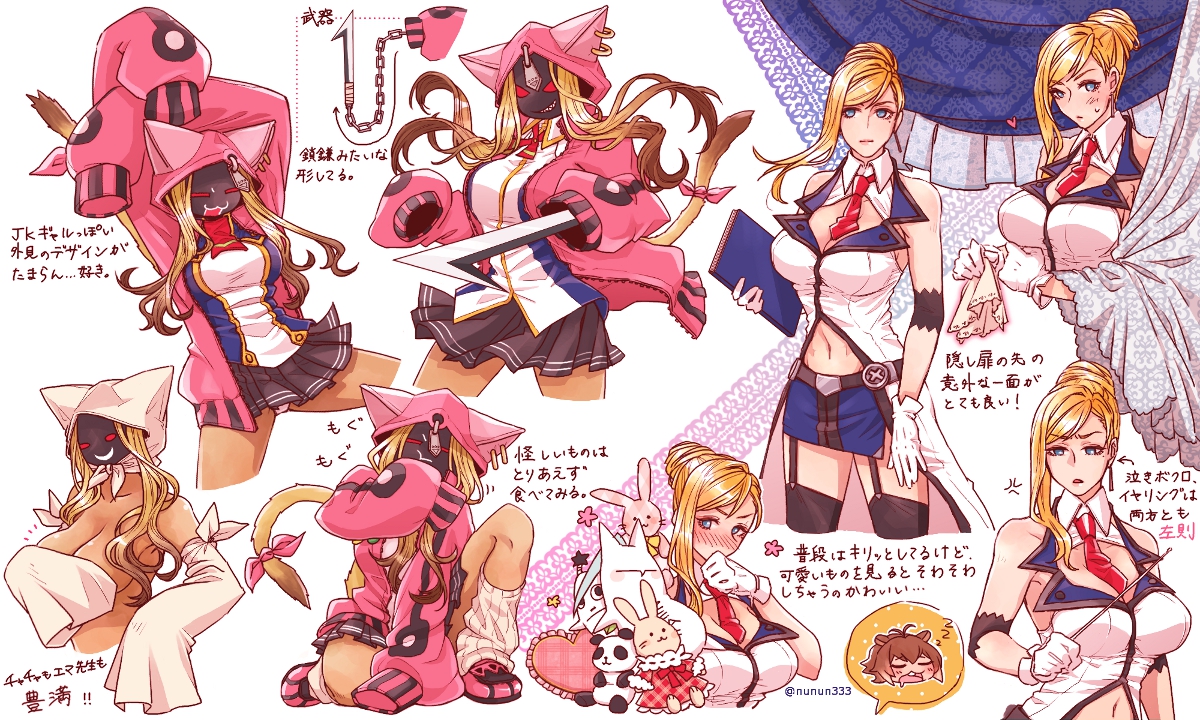 武器
鎖鎌みたいな
形してる。
JKギャルっぽい
外見のデザインが
たまらん…好き。
もぐ
もぐ
怪しいものは
とりあえず
食べてみる。
チャチャもエマ先生も
豊満!!
隠し扉の先の
意外な一面が
とても良い!
泣きボクロ、
イヤリングは
両方とも
左則
普段はキリッとしてるけど、
可愛いものを見るとそわそわ
しちゃうのかわいい…
zzz
@nunun333